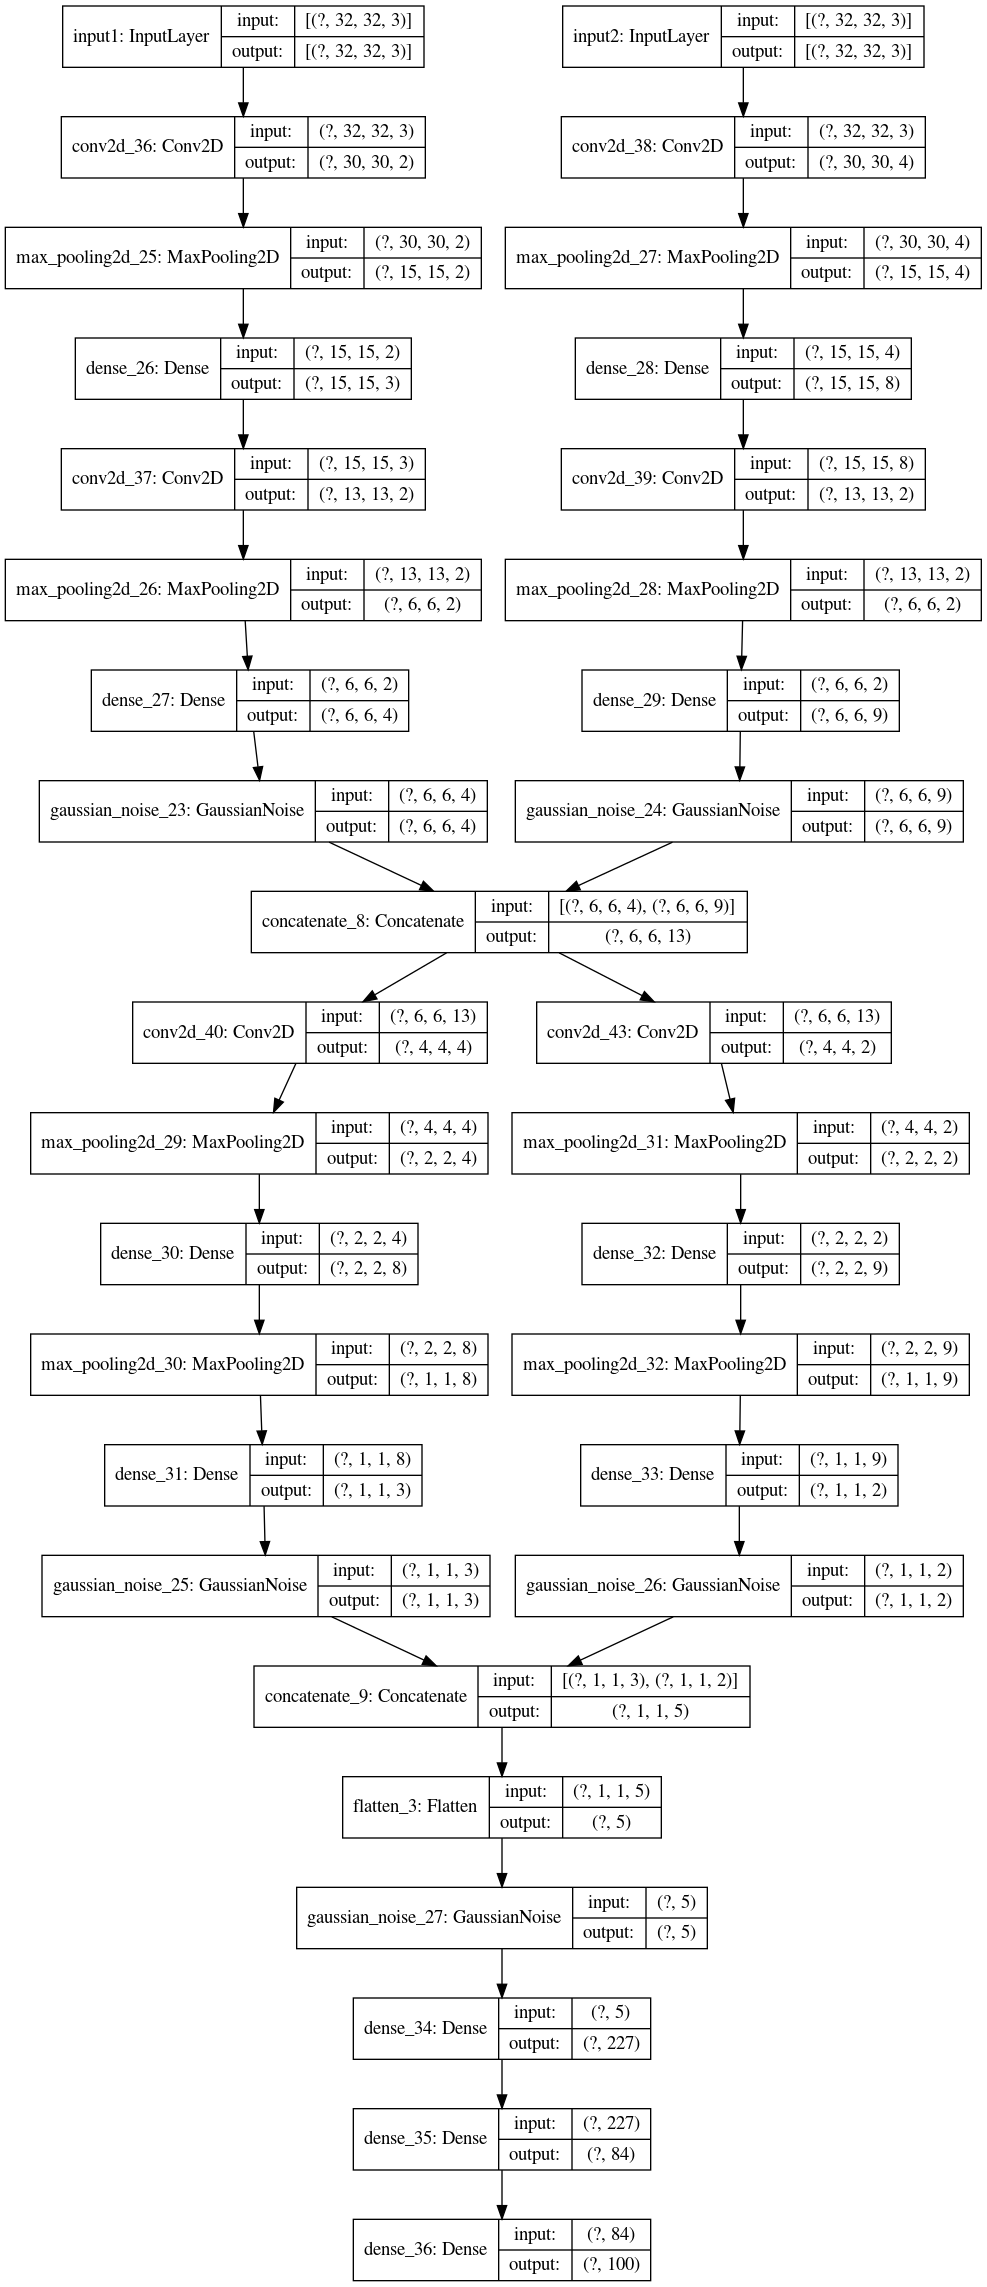 input1: InputLayer
input: [(?, 32, 32, 3)]
output: [(?, 32, 32, 3)]
input2: InputLayer
input: [(?, 32, 32, 3)]
output: [(?, 32, 32, 3)]
conv2d_36: Conv2D
input: (?, 32, 32, 3)
output: (?, 30, 30, 2)
conv2d_38: Conv2D
input: (?, 32, 32, 3)
output: (?, 30, 30, 4)
max_pooling2d_25: MaxPooling2D
input: (?, 30, 30, 2)
output: (?, 15, 15, 2)
max_pooling2d_27: MaxPooling2D
input: (?, 30, 30, 4)
output: (?, 15, 15, 4)
dense_26: Dense
input: (?, 15, 15, 2)
output: (?, 15, 15, 3)
dense_28: Dense
input: (?, 15, 15, 4)
output: (?, 15, 15, 8)
conv2d_37: Conv2D
input: (?, 15, 15, 3)
output: (?, 13, 13, 2)
conv2d_39: Conv2D
input: (?, 15, 15, 8)
output: (?, 13, 13, 2)
max_pooling2d_26: MaxPooling2D
input: (?, 13, 13, 2)
output: (?, 6, 6, 2)
max_pooling2d_28: MaxPooling2D
input: (?, 13, 13, 2)
output: (?, 6, 6, 2)
dense_27: Dense
input: (?, 6, 6, 2)
output: (?, 6, 6, 4)
dense_29: Dense
input: (?, 6, 6, 2)
output: (?, 6, 6, 9)
gaussian_noise_23: GaussianNoise
input: (?, 6, 6, 4)
output: (?, 6, 6, 4)
gaussian_noise_24: GaussianNoise
input: (?, 6, 6, 9)
output: (?, 6, 6, 9)
concatenate_8: Concatenate
input: [(?, 6, 6, 4), (?, 6, 6, 9)]
output: (?, 6, 6, 13)
conv2d_40: Conv2D
input: (?, 6, 6, 13)
output: (?, 4, 4, 4)
conv2d_43: Conv2D
input: (?, 6, 6, 13)
output: (?, 4, 4, 2)
max_pooling2d_29: MaxPooling2D
input: (?, 4, 4, 4)
output: (?, 2, 2, 4)
max_pooling2d_31: MaxPooling2D
input: (?, 4, 4, 2)
output: (?, 2, 2, 2)
dense_30: Dense
input: (?, 2, 2, 4)
output: (?, 2, 2, 8)
dense_32: Dense
input: (?, 2, 2, 2)
output: (?, 2, 2, 9)
max_pooling2d_30: MaxPooling2D
input: (?, 2, 2, 8)
output: (?, 1, 1, 8)
max_pooling2d_32: MaxPooling2D
input: (?, 2, 2, 9)
output: (?, 1, 1, 9)
dense_31: Dense
input: (?, 1, 1, 8)
output: (?, 1, 1, 3)
dense_33: Dense
input: (?, 1, 1, 9)
output: (?, 1, 1, 2)
gaussian_noise_25: GaussianNoise
input: (?, 1, 1, 3)
output: (?, 1, 1, 3)
gaussian_noise_26: GaussianNoise
input: (?, 1, 1, 2)
output: (?, 1, 1, 2)
concatenate_9: Concatenate
input: [(?, 1, 1, 3), (?, 1, 1, 2)]
output: (?, 1, 1, 5)
flatten_3: Flatten
input: (?, 1, 1, 5)
output: (?, 5)
gaussian_noise_27: GaussianNoise
input: (?, 5)
output: (?, 5)
dense_34: Dense
input: (?, 5)
output: (?, 227)
dense_35: Dense
input: (?, 227)
output: (?, 84)
dense_36: Dense
input: (?, 84)
output: (?, 100)